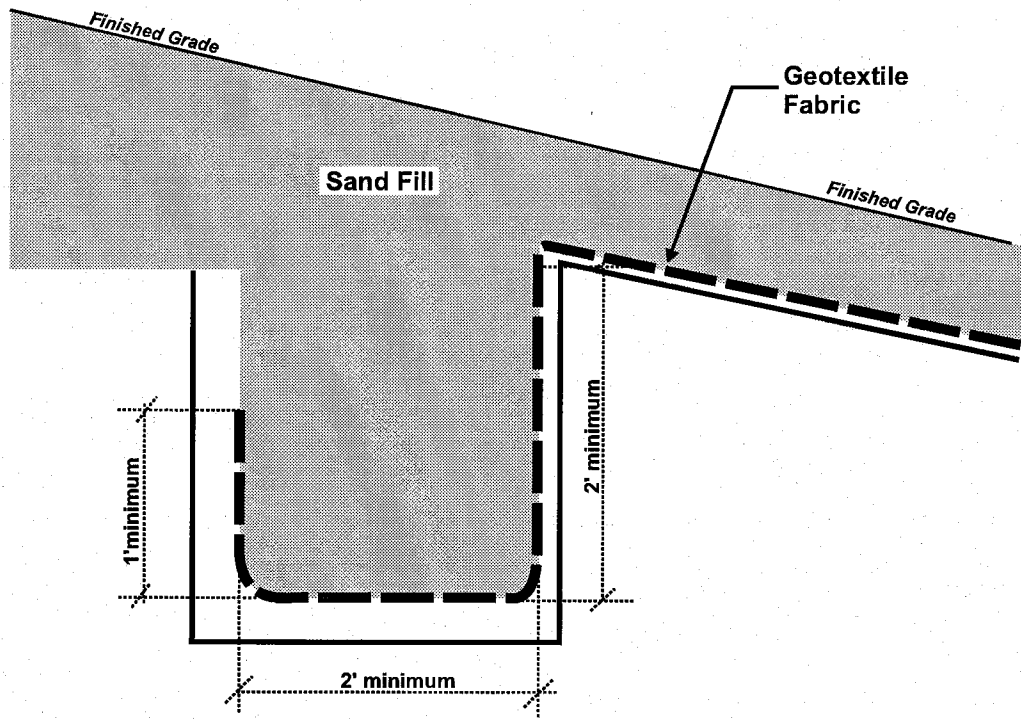 Finished Grade
Geotextile
Fabric
Sand Fill
Finished Grade
2' minimum
1'minimum
2' minimum